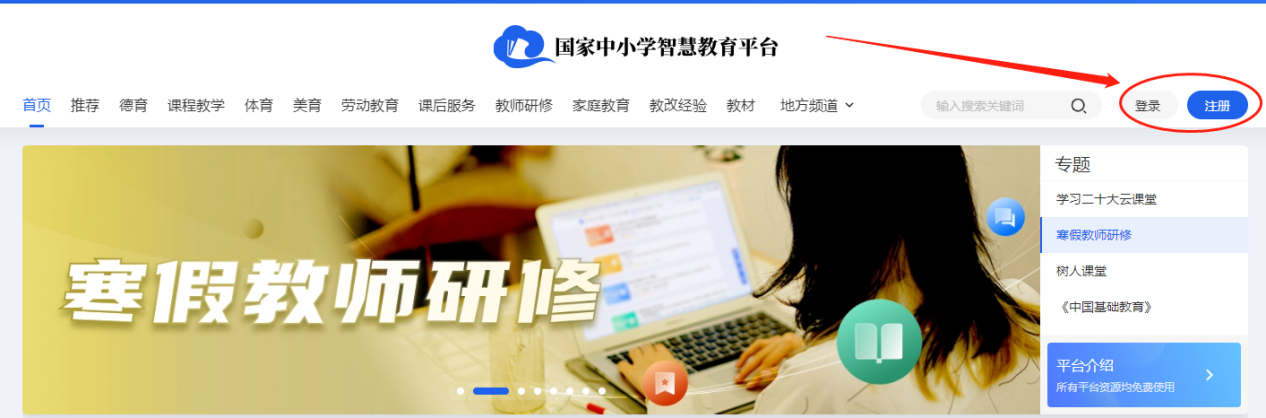 国家中小学智慧教育平台
首页 推荐 德育 课程教学 体育 美育 劳动教育 课后服务 教师研修 家庭教育 教改经验 教材 地方频道 输入搜索关键词 登录 注册
专题
学习二十大云课堂
寒假教师研修
树人课堂
《中国基础教育》
寒假教师研修
平台介绍
所有平台资源均免费使用